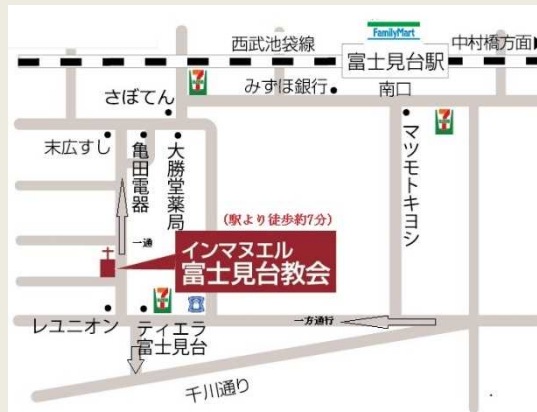 FamilyMart
西武池袋線
中村橋方面▶
富士見台駅
みずほ銀行
南口
さぼてん
末広すし
亀田電器
大勝堂薬局
マツモトキヨシ
(駅より徒歩約7分)
一通
インマヌエル
富士見台教会
レユニオン
ティエラ
富士見台
一方通行
千川通り